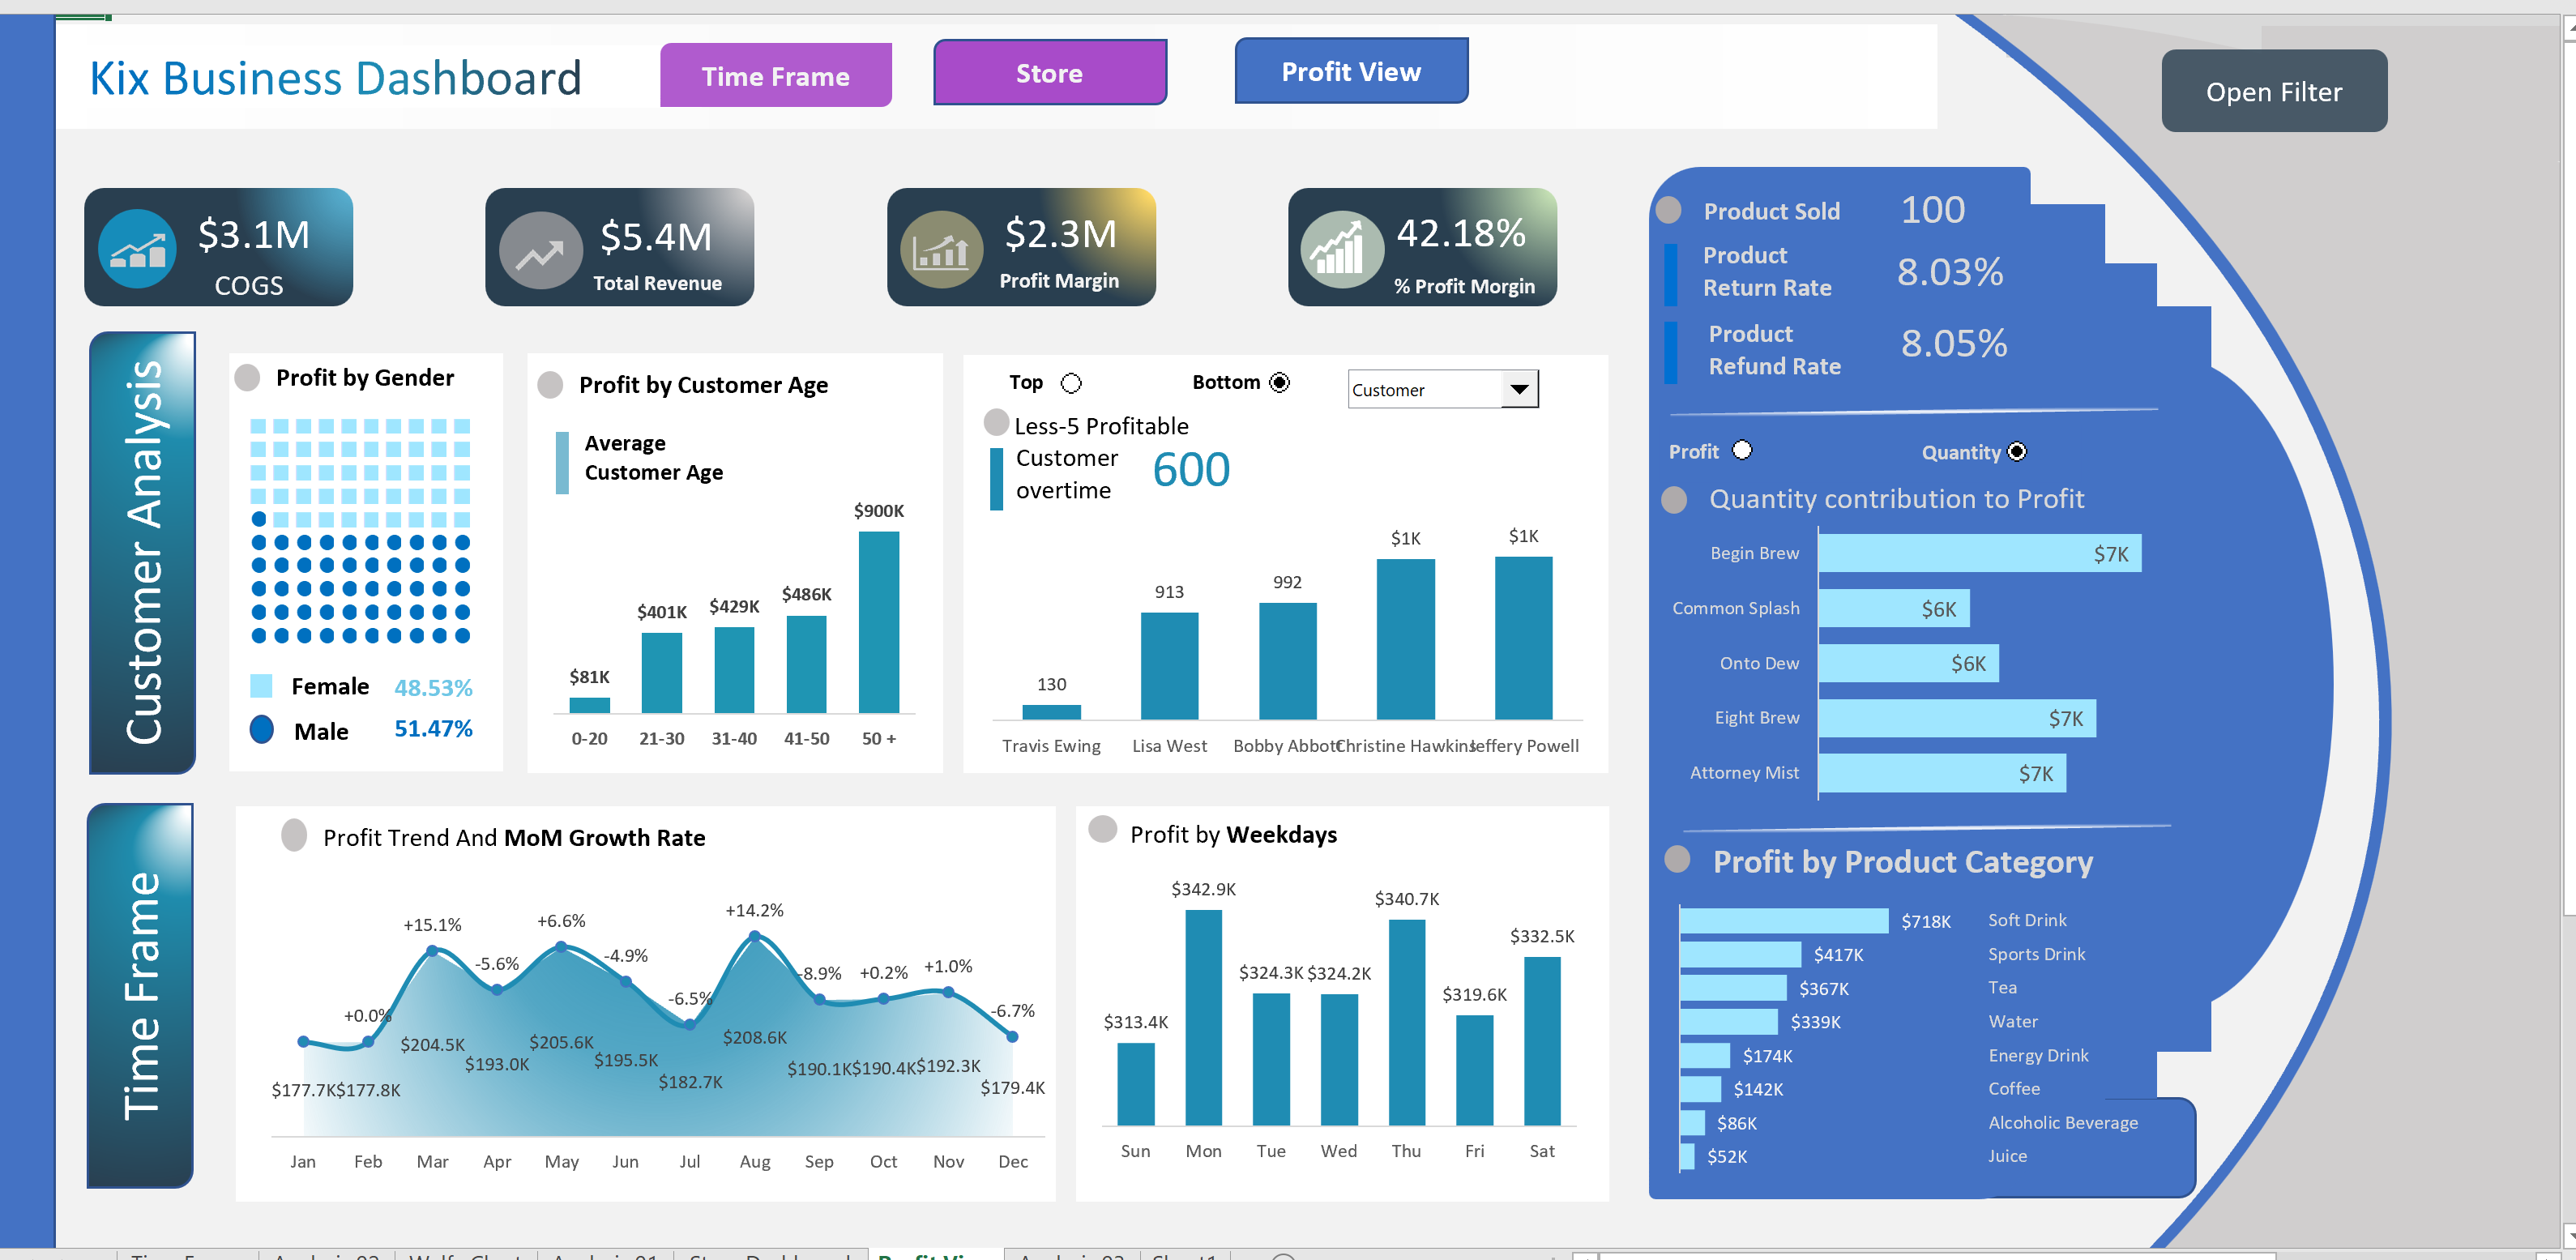 Kix Business Dashboard
Time Frame
Store
Profit View
Open Filter
$3.1M
COGS
$5.4M
Total Revenue
$2.3M
Profit Margin
42.18%
% Profit Morgin
Product Sold 100
Product
Return Rate
8.03%
Product
Refund Rate
8.05%
Customer Analysis
Profit by Gender
Female 48.53%
Male 51.47%
Profit by Customer Age
Average
Customer Age
$81K
$401K
$429K
$486K
$900K
0-20 21-30 31-40 41-50 50 +
Top
Bottom
Customer
Less-5 Profitable
Customer
overtime
600
130
913
992
$1K
$1K
Travis Ewing Lisa West Bobby Abbott Christine Hawkins Jeffery Powell
Profit
Quantity
Quantity contribution to Profit
Begin Brew $7K
Common Splash $6K
Onto Dew $6K
Eight Brew $7K
Attorney Mist $7K
Time Frame
Profit Trend And MoM Growth Rate
+0.0%
+15.1%
-5.6%
+6.6%
-4.9%
-6.5%
+14.2%
-8.9%
+0.2%
+1.0%
-6.7%
$177.7K
$177.8K
$204.5K
$193.0K
$205.6K
$195.5K
$182.7K
$208.6K
$190.1K
$190.4K
$192.3K
$179.4K
Jan Feb Mar Apr May Jun Jul Aug Sep Oct Nov Dec
Profit by Weekdays
$313.4K
$342.9K
$324.3K
$324.2K
$340.7K
$319.6K
$332.5K
Sun Mon Tue Wed Thu Fri Sat
Profit by Product Category
$718K Soft Drink
$417K Sports Drink
$367K Tea
$339K Water
$174K Energy Drink
$142K Coffee
$86K Alcoholic Beverage
$52K Juice